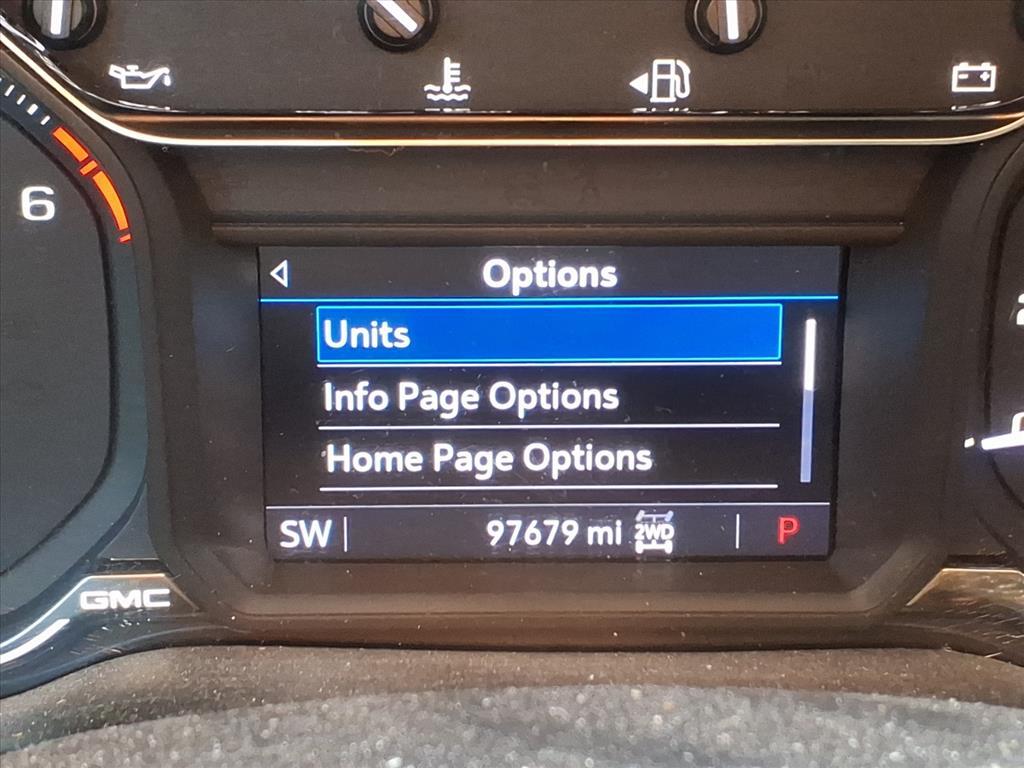 6
Options
Units
Info Page Options
Home Page Options
SW 97679 mi 2WD P
GMC